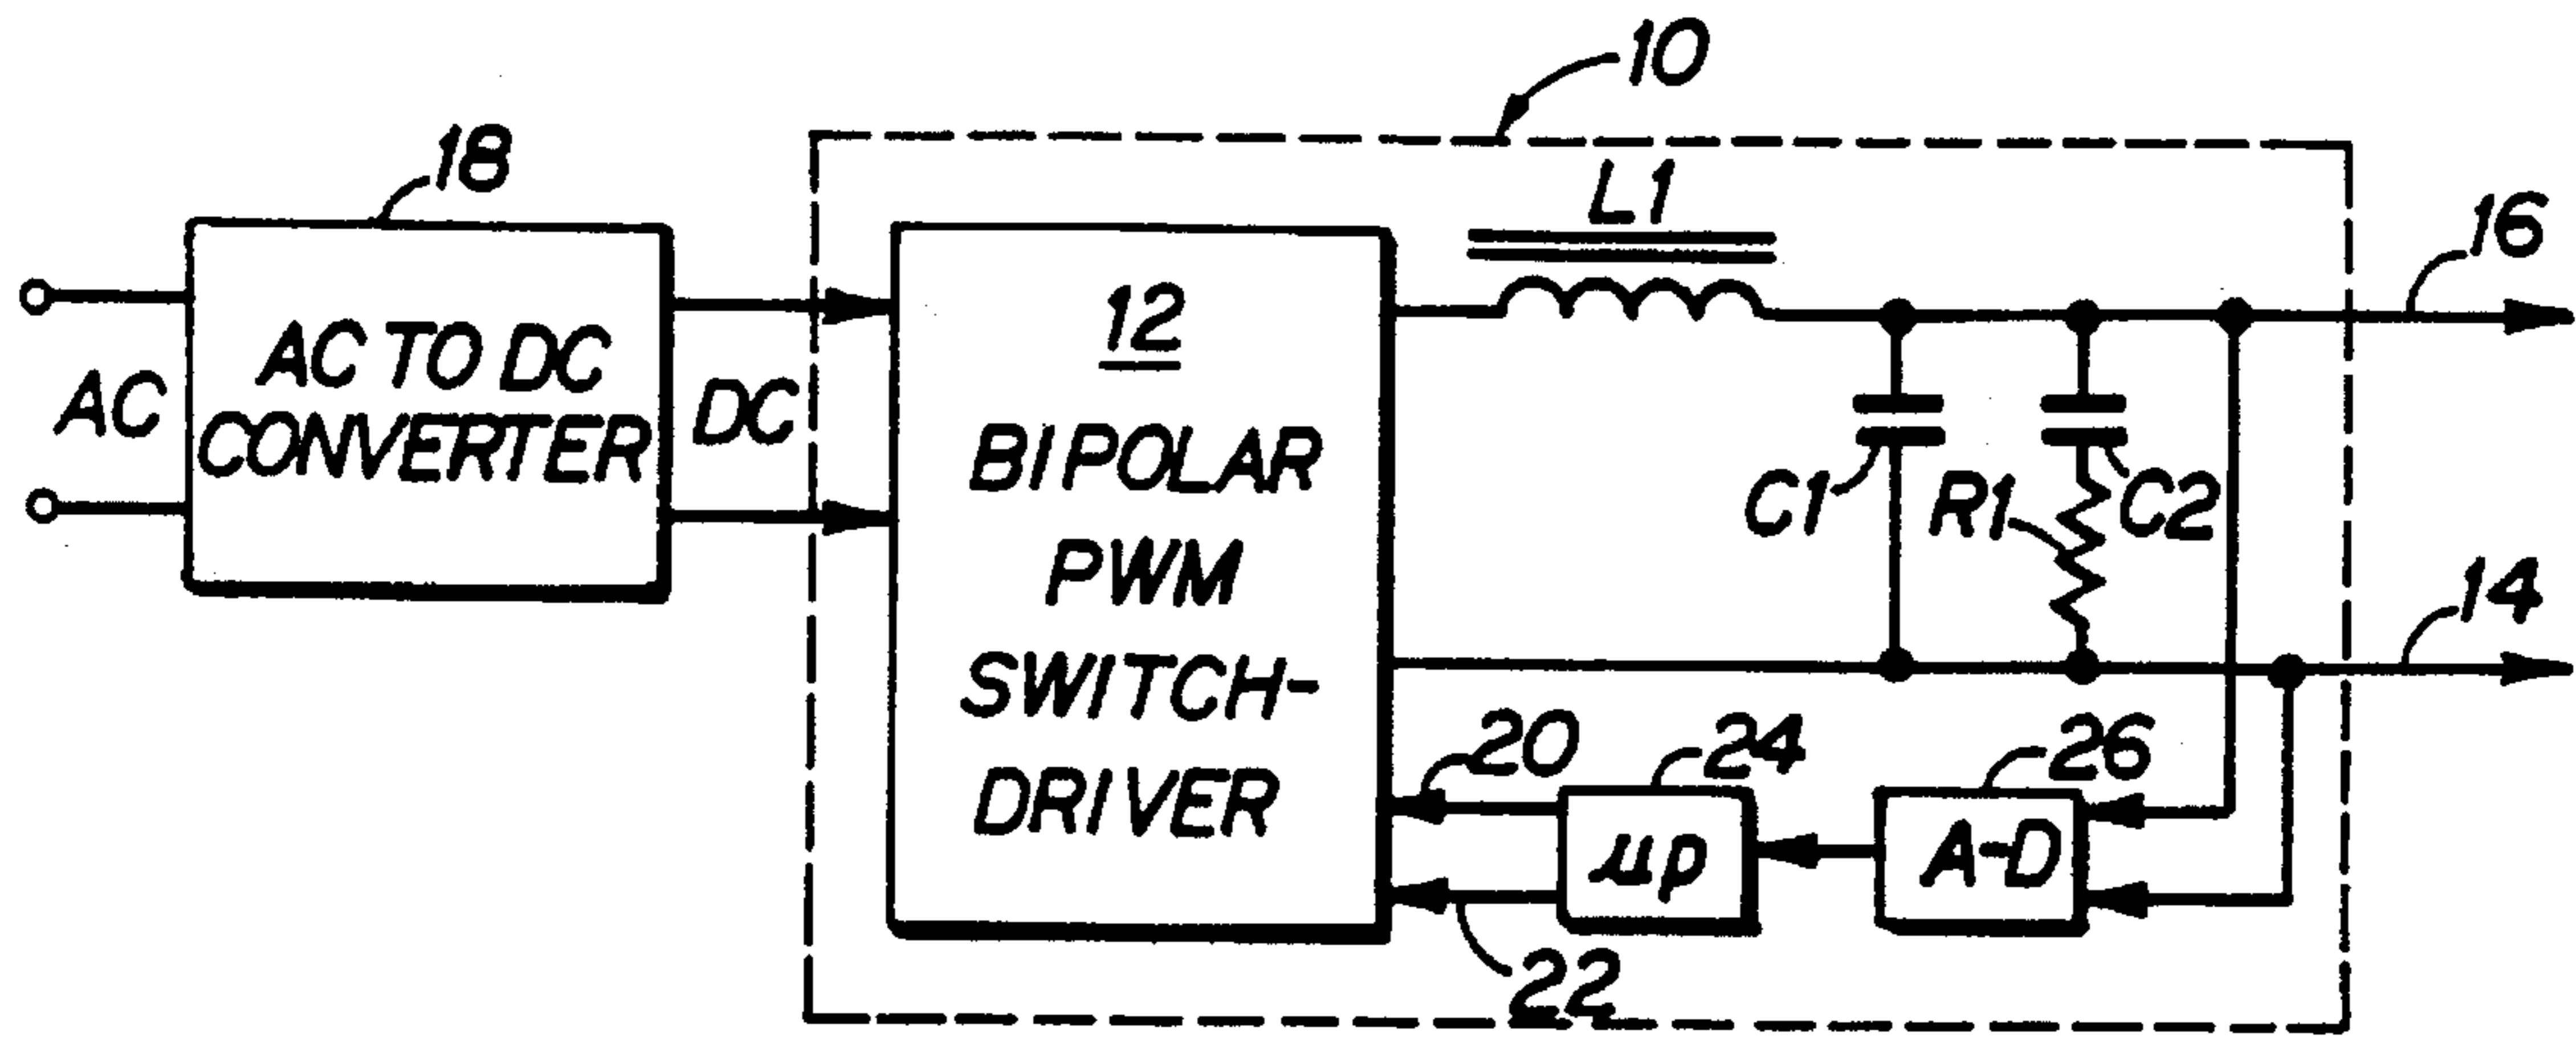 10
18
L1
16
12
AC TO DC
CONVERTER
AC
DC
BIPOLAR
PWM
SWITCH-
DRIVER
C1
R1
C2
14
20
24
26
μp
A-D
22